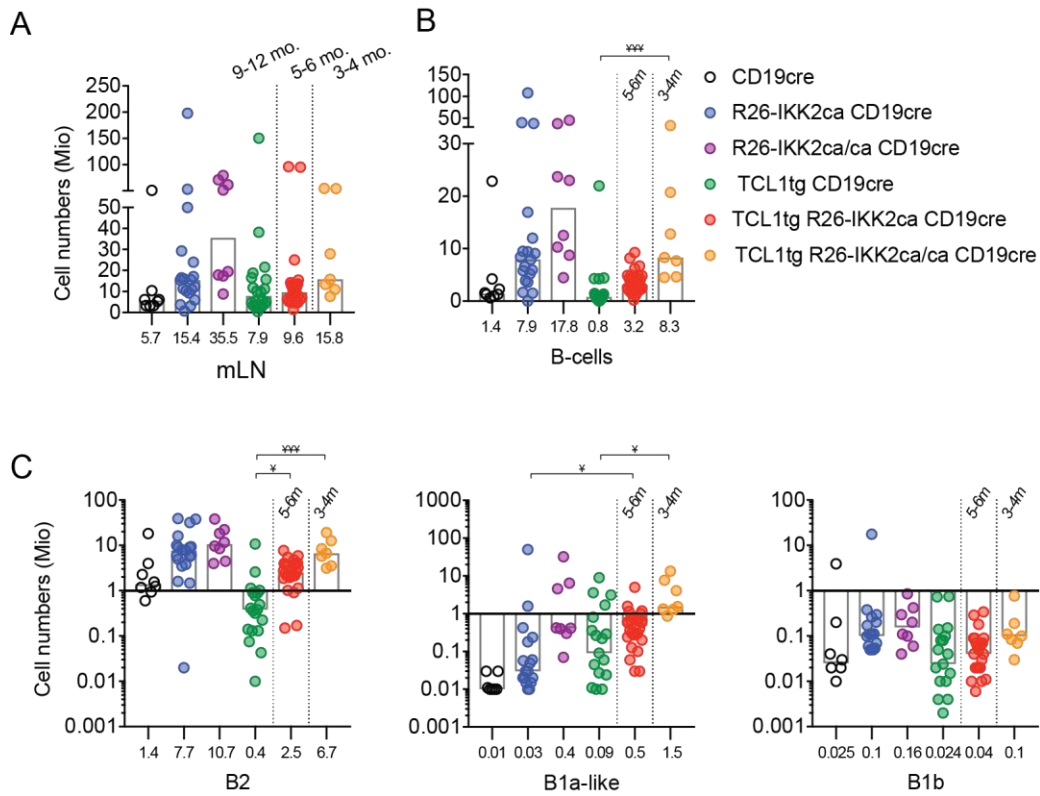 A
9-12 mo.
5-6 mo.
3-4 mo.
Cell numbers (Mio)
250
200
150
100
50
50
40
30
20
10
0
5.7 15.4 35.5 7.9 9.6 15.8
mLN
B
¥¥¥
5-6m
3-4m
150
100
50
30
20
10
0
1.4 7.9 17.8 0.8 3.2 8.3
B-cells
CD19cre
R26-IKK2ca CD19cre
R26-IKK2ca/ca CD19cre
TCL1tg CD19cre
TCL1tg R26-IKK2ca CD19cre
TCL1tg R26-IKK2ca/ca CD19cre
C
¥¥¥
¥
5-6m
3-4m
Cell numbers (Mio)
100
10
1
0.1
0.01
0.001
1.4 7.7 10.7 0.4 2.5 6.7
B2
¥
¥
5-6m
3-4m
1000
100
10
1
0.1
0.01
0.001
0.01 0.03 0.4 0.09 0.5 1.5
B1a-like
5-6m
3-4m
100
10
1
0.1
0.01
0.001
0.025 0.1 0.16 0.024 0.04 0.1
B1b